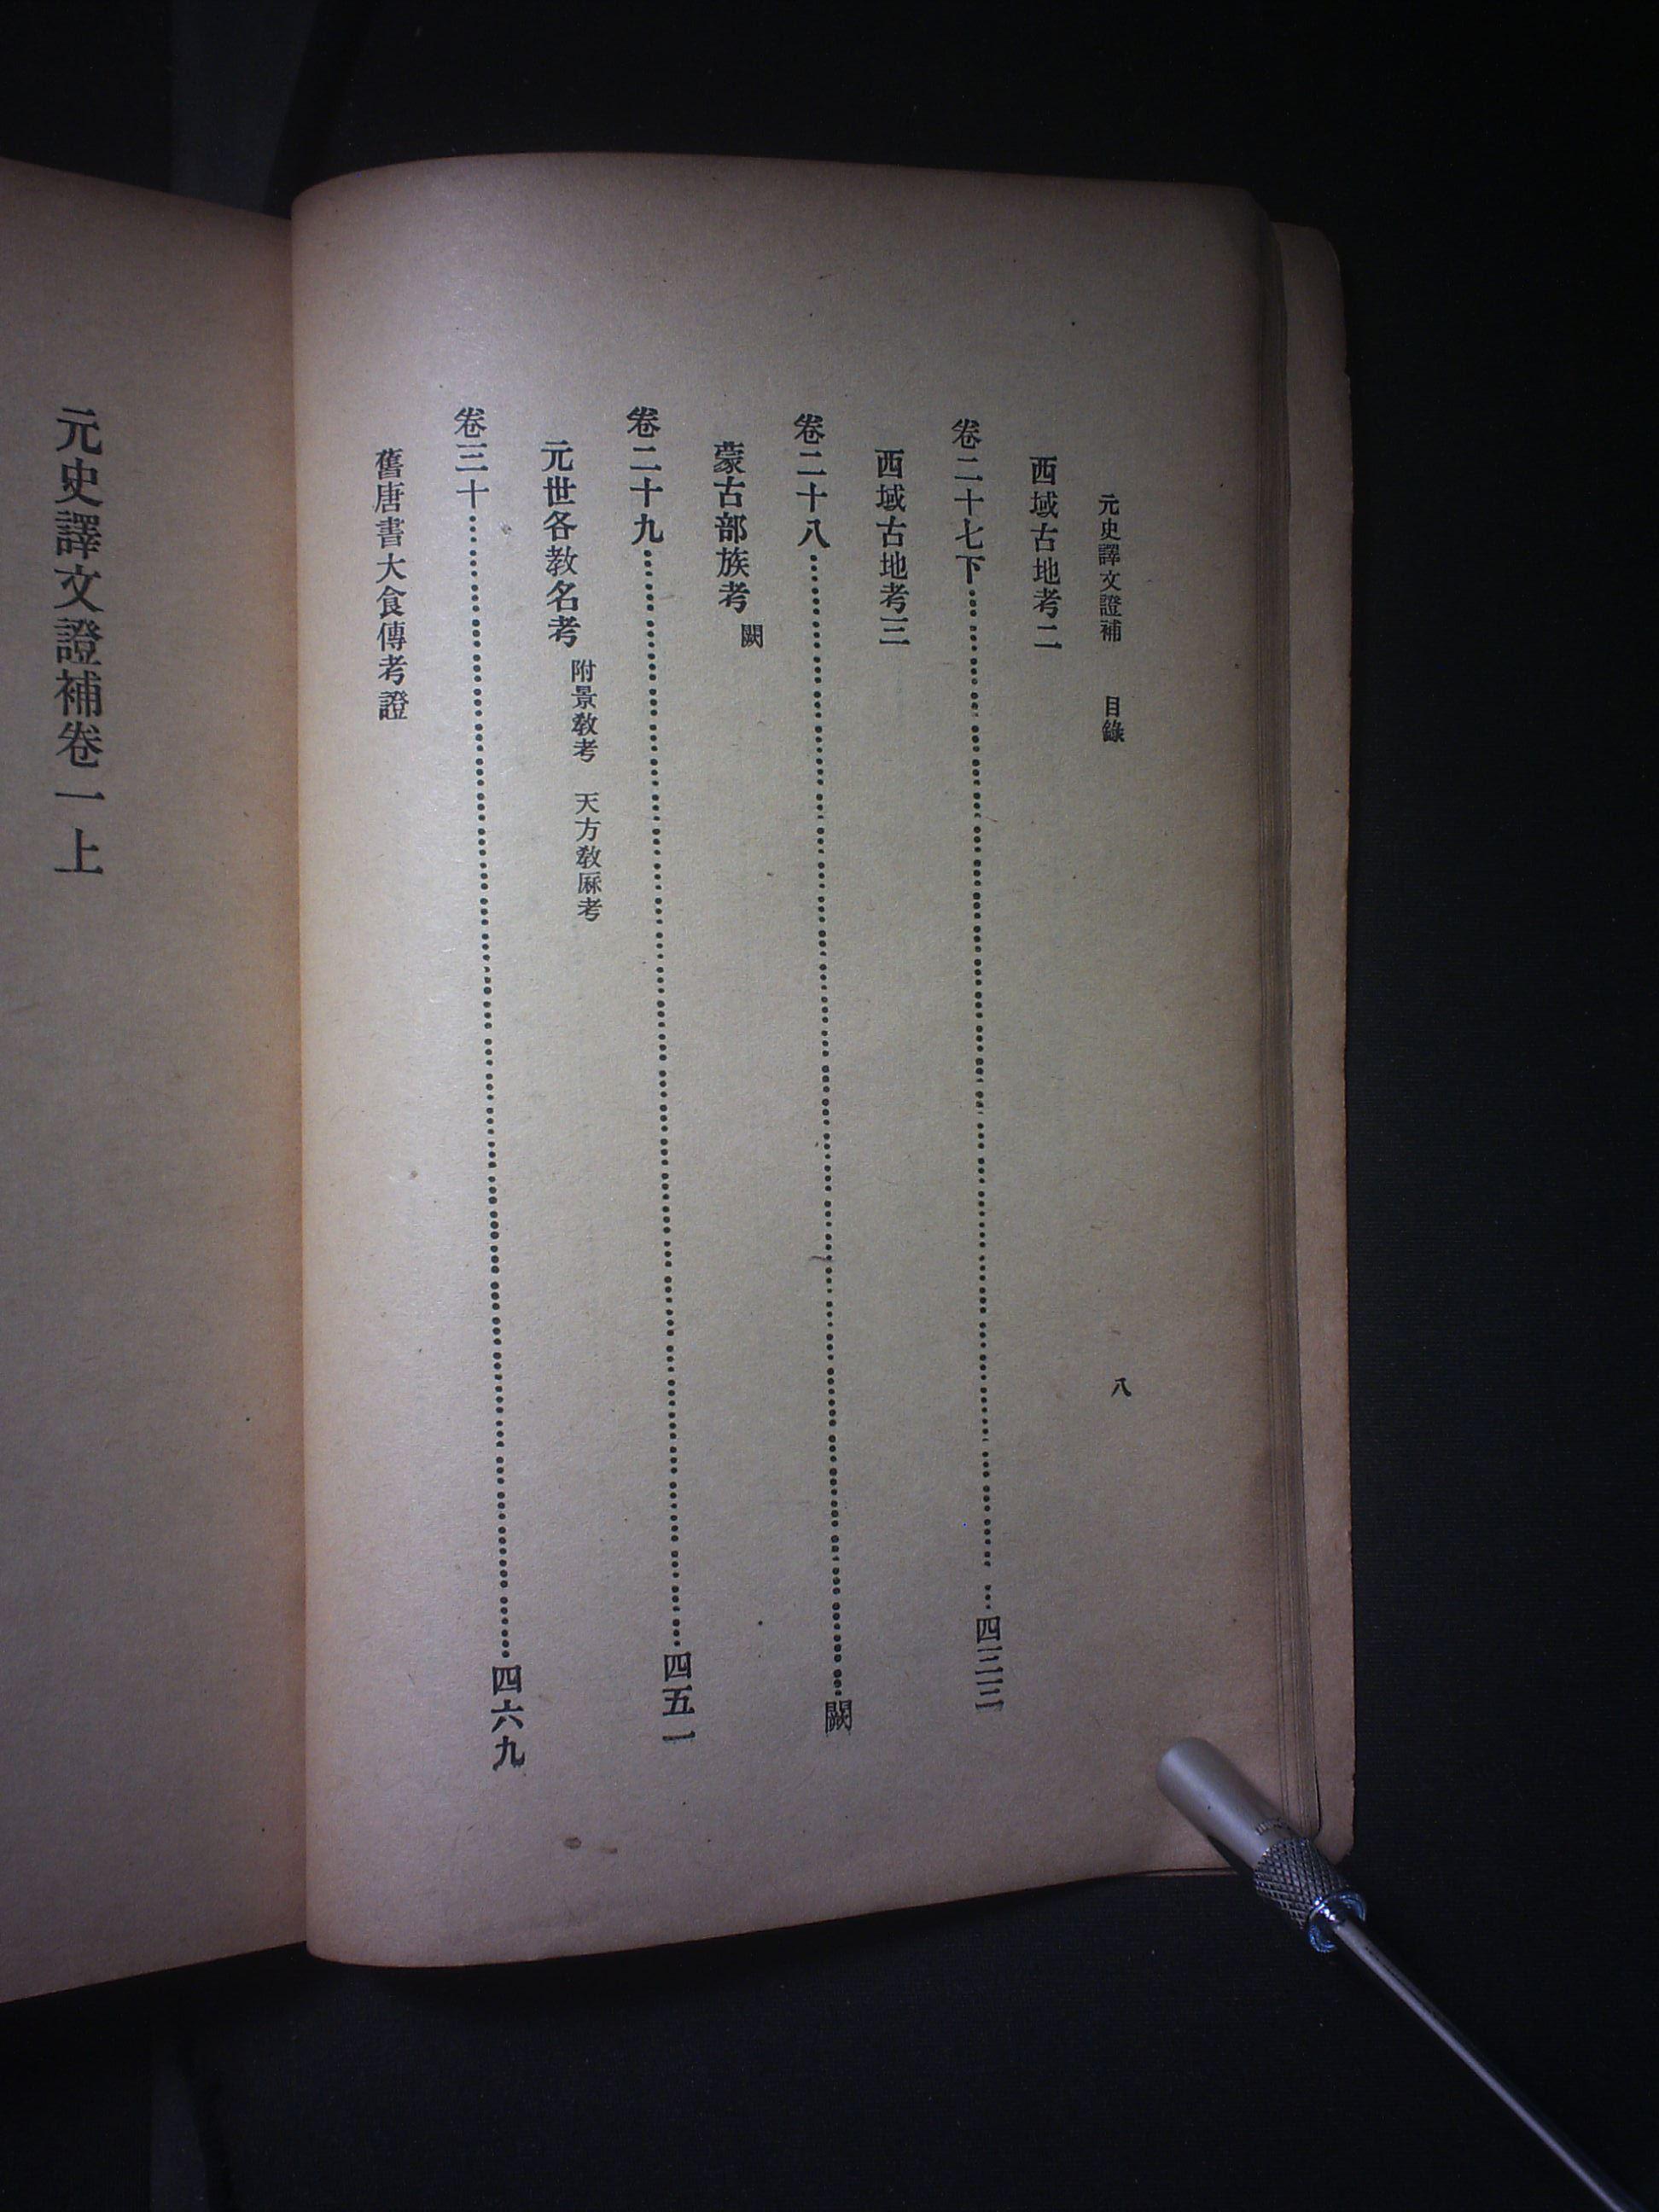 元史譯文證補　目錄　八
西域古地考二
卷二十七下……四三三
西域古地考三
卷二十八……闕
蒙古部族考　闕
卷二十九……四五一
元世各教名考　附景教考　天方教厤考
卷三十……四六九
舊唐書大食傳考證
元史譯文證補卷一上